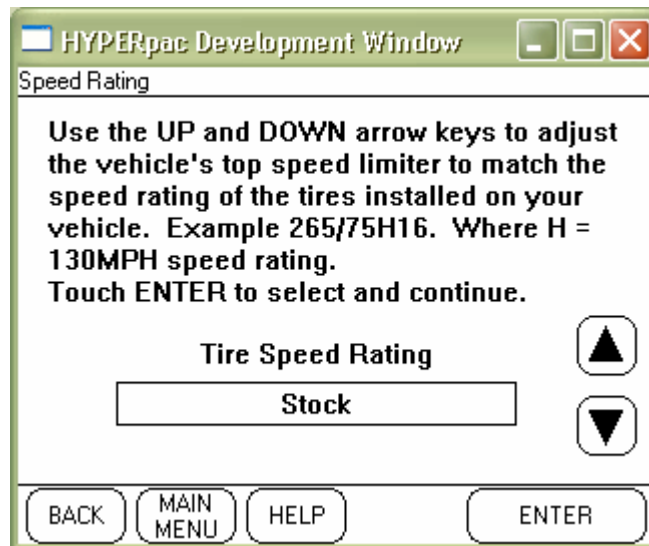 HYPERpac Development Window
Speed Rating
Use the UP and DOWN arrow keys to adjust
the vehicle's top speed limiter to match the
speed rating of the tires installed on your
vehicle.  Example 265/75H16.  Where H =
130MPH speed rating.
Touch ENTER to select and continue.
Tire Speed Rating
Stock
BACK
MAIN
MENU
HELP
ENTER